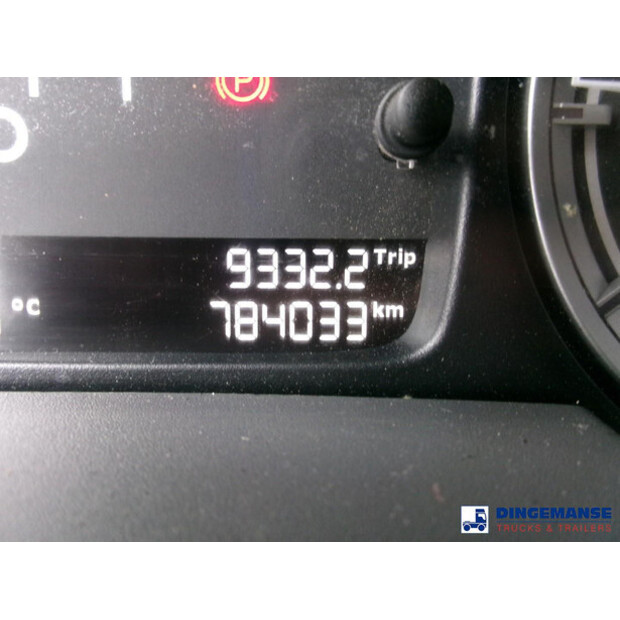 P
9332.2 Trip
°C 784033 km
DINGEMANSE
TRUCKS & TRAILERS